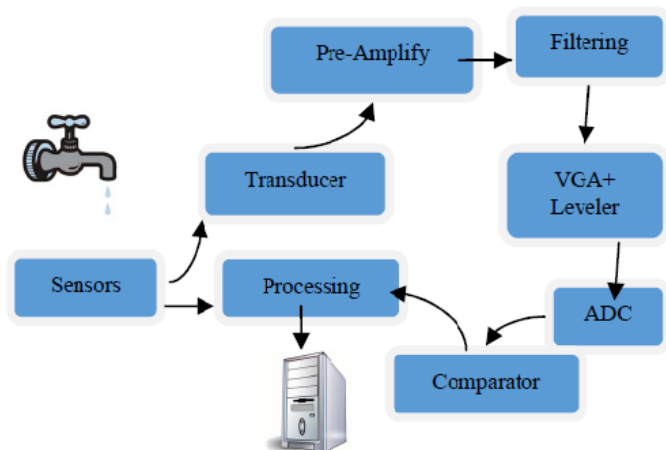 Pre-Amplify
Filtering
Transducer
VGA+
Leveler
Sensors
Processing
ADC
Comparator